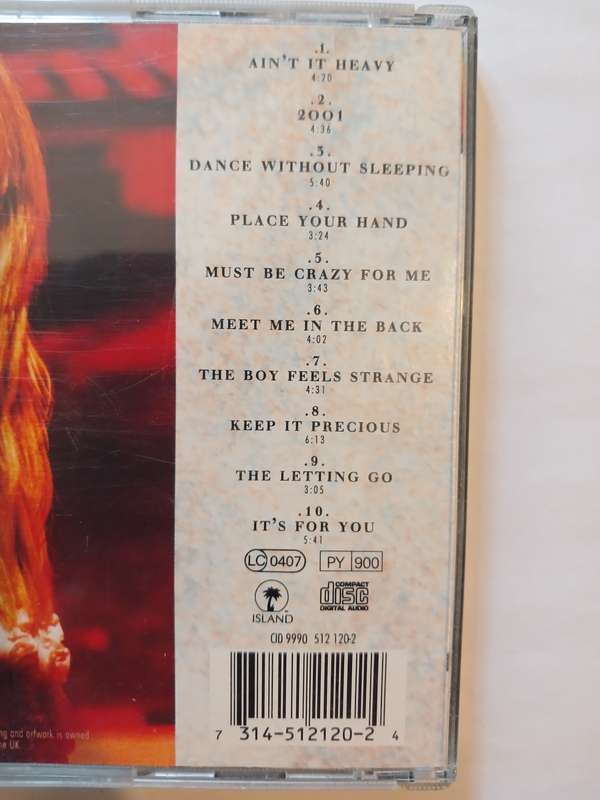 .1.
AIN'T IT HEAVY
4:20
.2.
2001
4:36
.3.
DANCE WITHOUT SLEEPING
5:40
.4.
PLACE YOUR HAND
3:24
.5.
MUST BE CRAZY FOR ME
3:43
.6.
MEET ME IN THE BACK
4:02
.7.
THE BOY FEELS STRANGE
4:31
.8.
KEEP IT PRECIOUS
6:13
.9.
THE LETTING GO
3:05
.10.
IT'S FOR YOU
5:41
LC 0407 PY 900
ISLAND
COMPACT
disc
DIGITAL AUDIO
CID 9990 512 120-2
7 314-512120-2 4
and artwork is owned
UK